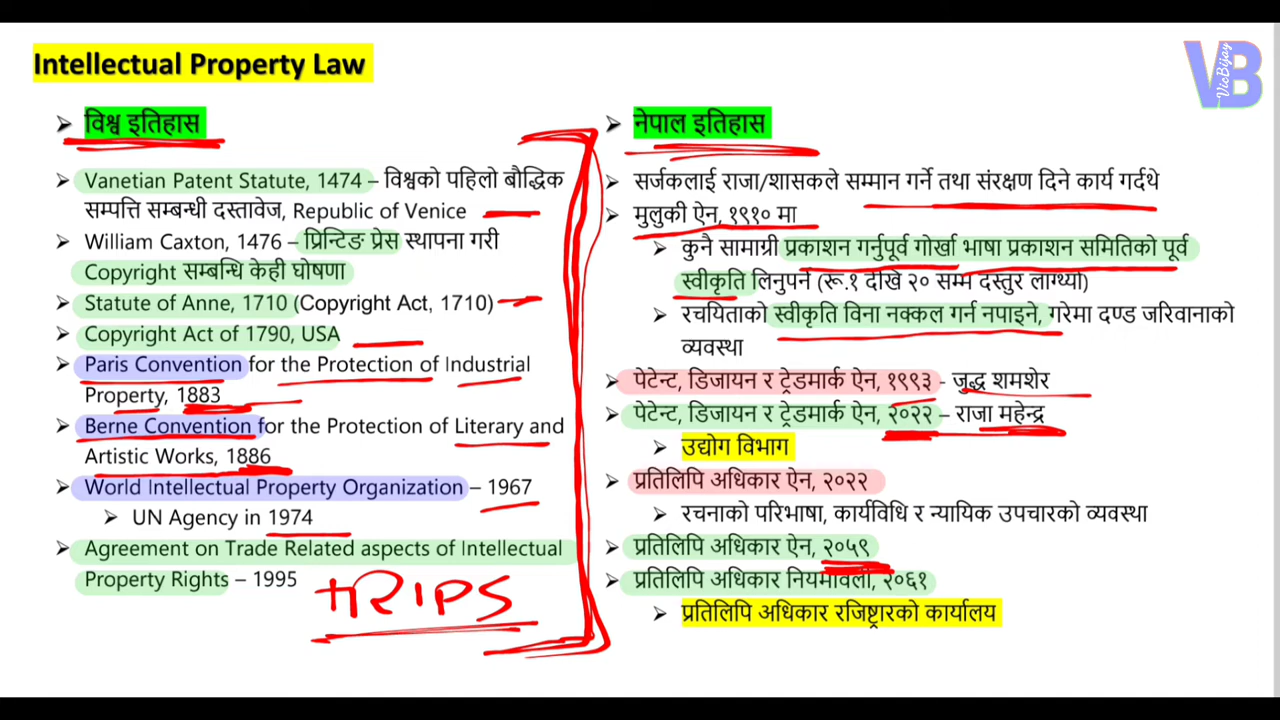 Intellectual Property Law
VB
VicBijay
विश्व इतिहास
Vanetian Patent Statute, 1474 – विश्वको पहिलो बौद्धिक
सम्पत्ति सम्बन्धी दस्तावेज, Republic of Venice
William Caxton, 1476 – प्रिन्टिङ प्रेस स्थापना गरी
Copyright सम्बन्धि केही घोषणा
Statute of Anne, 1710 (Copyright Act, 1710)
Copyright Act of 1790, USA
Paris Convention for the Protection of Industrial
Property, 1883
Berne Convention for the Protection of Literary and
Artistic Works, 1886
World Intellectual Property Organization – 1967
UN Agency in 1974
Agreement on Trade Related aspects of Intellectual
Property Rights – 1995
tRIPS
नेपाल इतिहास
सर्जकलाई राजा/शासकले सम्मान गर्ने तथा संरक्षण दिने कार्य गर्दथे
मुलुकी ऐन, १९१० मा
कुनै सामाग्री प्रकाशन गर्नुपूर्व गोर्खा भाषा प्रकाशन समितिको पूर्व
स्वीकृति लिनुपर्ने (रू.१ देखि २० सम्म दस्तुर लाग्थ्यो)
रचयिताको स्वीकृति विना नक्कल गर्न नपाइने, गरेमा दण्ड जरिवानाको
व्यवस्था
पेटेन्ट, डिजायन र ट्रेडमार्क ऐन, १९९३ - जुद्ध शमशेर
पेटेन्ट, डिजायन र ट्रेडमार्क ऐन, २०२२ – राजा महेन्द्र
उद्योग विभाग
प्रतिलिपि अधिकार ऐन, २०२२
रचनाको परिभाषा, कार्यविधि र न्यायिक उपचारको व्यवस्था
प्रतिलिपि अधिकार ऐन, २०५९
प्रतिलिपि अधिकार नियमावली, २०६१
प्रतिलिपि अधिकार रजिष्ट्रारको कार्यालय